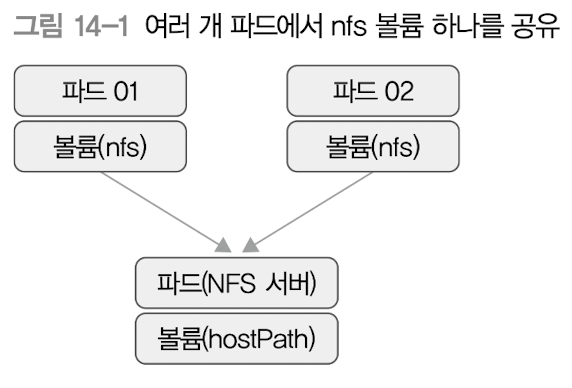 그림 14-1 여러 개 파드에서 nfs 볼륨 하나를 공유
파드 01
볼륨(nfs)
파드 02
볼륨(nfs)
파드(NFS 서버)
볼륨(hostPath)